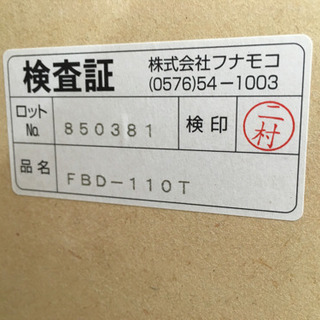 検査証
株式会社フナモコ
(0576)54-1003
ロット
No.
850381
検印
二村
品名
FBD-110T